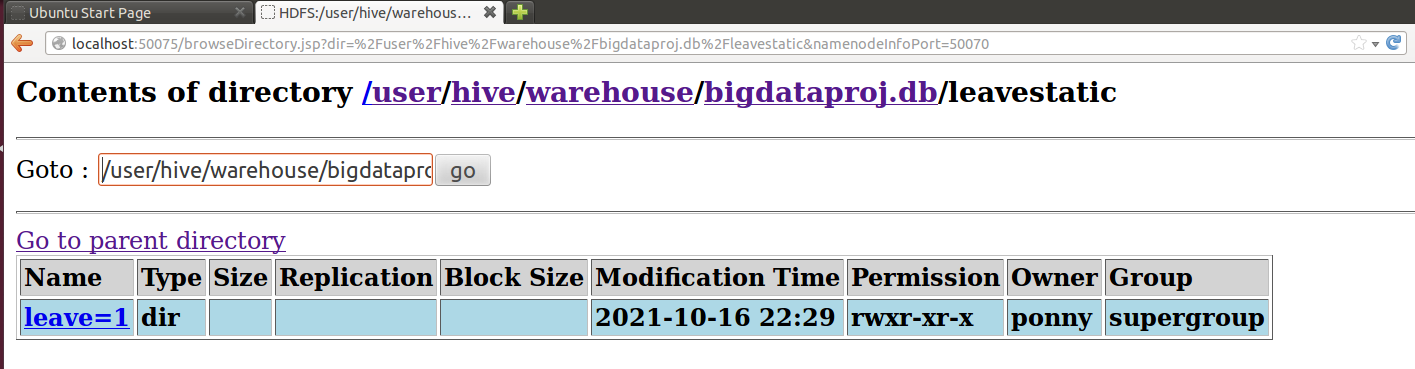 Ubuntu Start Page
HDFS:/user/hive/warehous...
localhost:50075/browseDirectory.jsp?dir=%2Fuser%2Fhive%2Fwarehouse%2Fbigdataproj.db%2Fleavestatic&namenodeInfoPort=50070
Contents of directory /user/hive/warehouse/bigdataproj.db/leavestatic
Goto : /user/hive/warehouse/bigdatapro go
Go to parent directory
Name Type Size Replication Block Size Modification Time Permission Owner Group
leave=1 dir 2021-10-16 22:29 rwxr-xr-x ponny supergroup